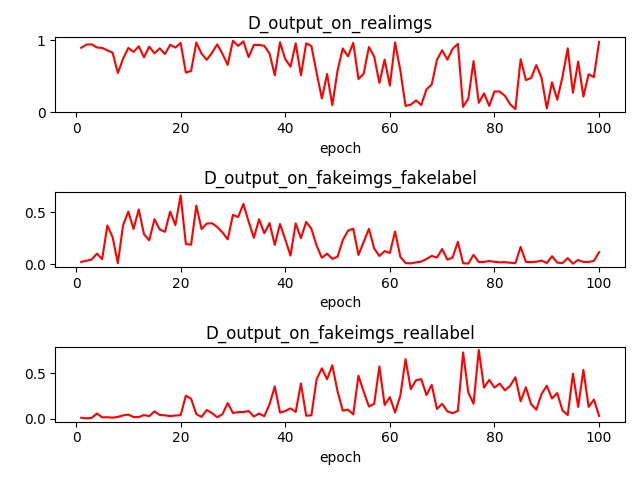 D_output_on_realimgs
1
0
0 20 40 60 80 100
epoch
D_output_on_fakeimgs_fakelabel
0.5
0.0
0 20 40 60 80 100
epoch
D_output_on_fakeimgs_reallabel
0.5
0.0
0 20 40 60 80 100
epoch